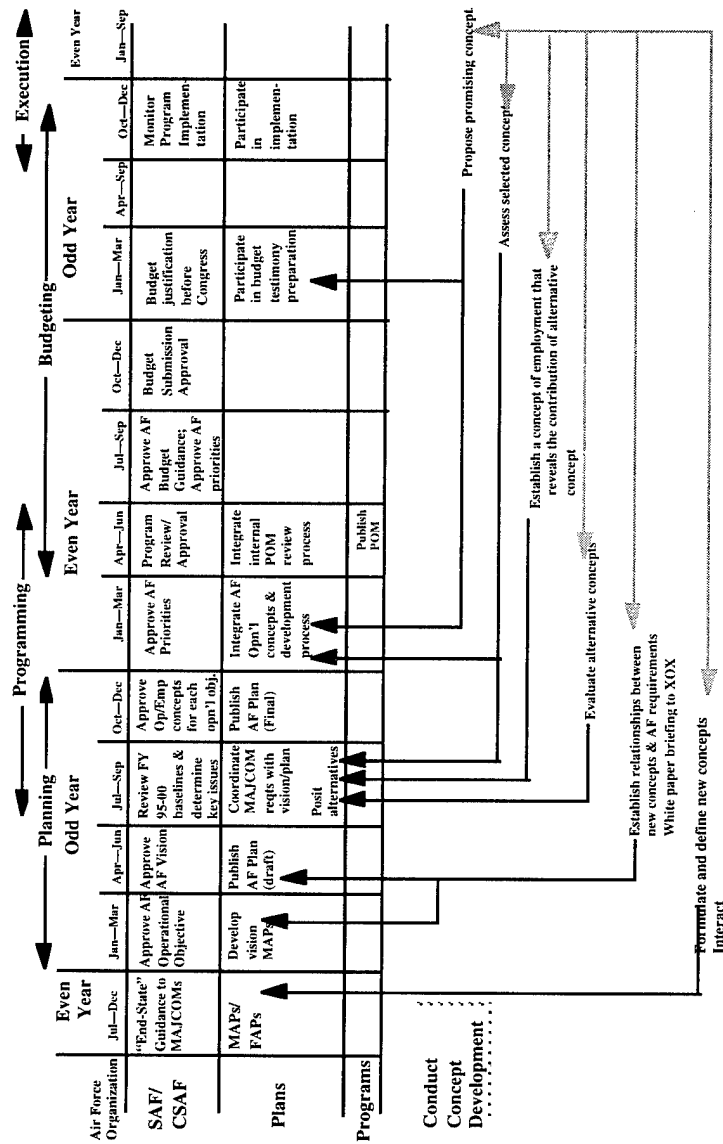 Planning
Programming
Budgeting
Execution
Even
Year
Odd Year
Even Year
Odd Year
Even Year
Air Force
Organization
Jul—Dec
Jan—Mar
Apr—Jun
Jul—Sep
Oct—Dec
Jan—Mar
Apr—Jun
Jul—Sep
Oct—Dec
Jan—Mar
Apr—Sep
Oct—Dec
Jan—Sep
SAF/
CSAF
“End-State”
Guidance to
MAJCOMs
Approve AF
Operational
Objective
Approve
AF Vision
Review FY
95-00
baselines &
determine
key issues
Approve
Op/Emp
concepts
for each
opn'l obj.
Approve AF
Priorities
Program
Review/
Approval
Approve AF
Budget
Guidance;
Approve AF
priorities
Budget
Submission
Approval
Budget
justification
before
Congress
Monitor
Program
Implemen-
tation
Plans
MAPs/
FAPs
Develop
vision
MAPs
Publish
AF Plan
(draft)
Coordinate
MAJCOM
reqts with
vision/plan
Posit
alternatives
Publish
AF Plan
(Final)
Integrate AF
Opn'l
concepts &
development
process
Integrate
internal
POM
review
process
Participate
in budget
testimony
preparation
Participate
in
implemen-
tation
Programs
Publish
POM
Conduct
Concept
Development
Propose promising concept
Assess selected concept
Establish a concept of employment that
reveals the contribution of alternative
concept
Evaluate alternative concepts
Establish relationships between
new concepts & AF requirements
White paper briefing to XOX
Formulate and define new concepts
Interact